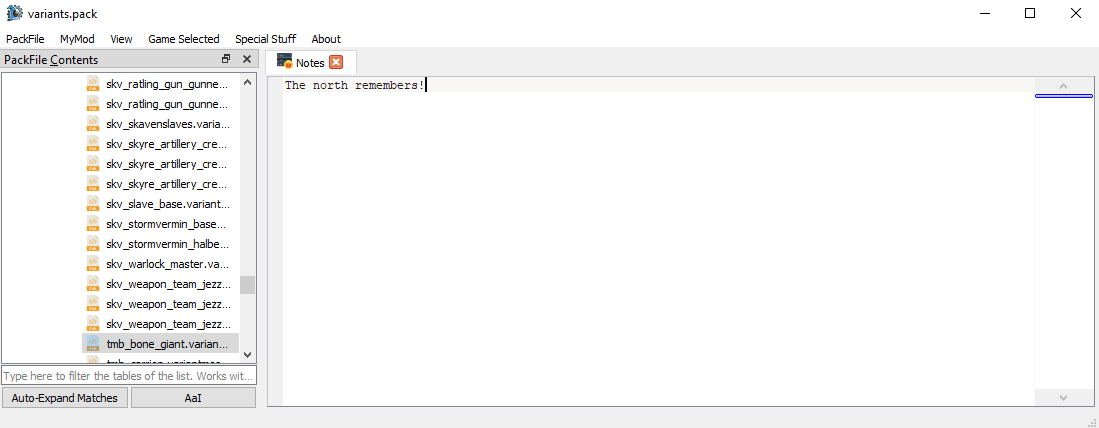 variants.pack
PackFile MyMod View Game Selected Special Stuff About
PackFile Contents
skv_ratling_gun_gunne...
skv_ratling_gun_gunne...
skv_skavenslaves.varia...
skv_skyre_artillery_cre...
skv_skyre_artillery_cre...
skv_skyre_artillery_cre...
skv_slave_base.variant...
skv_stormvermin_base...
skv_stormvermin_halbe...
skv_warlock_master.va...
skv_weapon_team_jezz...
skv_weapon_team_jezz...
skv_weapon_team_jezz...
tmb_bone_giant.varian...
Type here to filter the tables of the list. Works wit...
Auto-Expand Matches AaI
Notes
The north remembers!